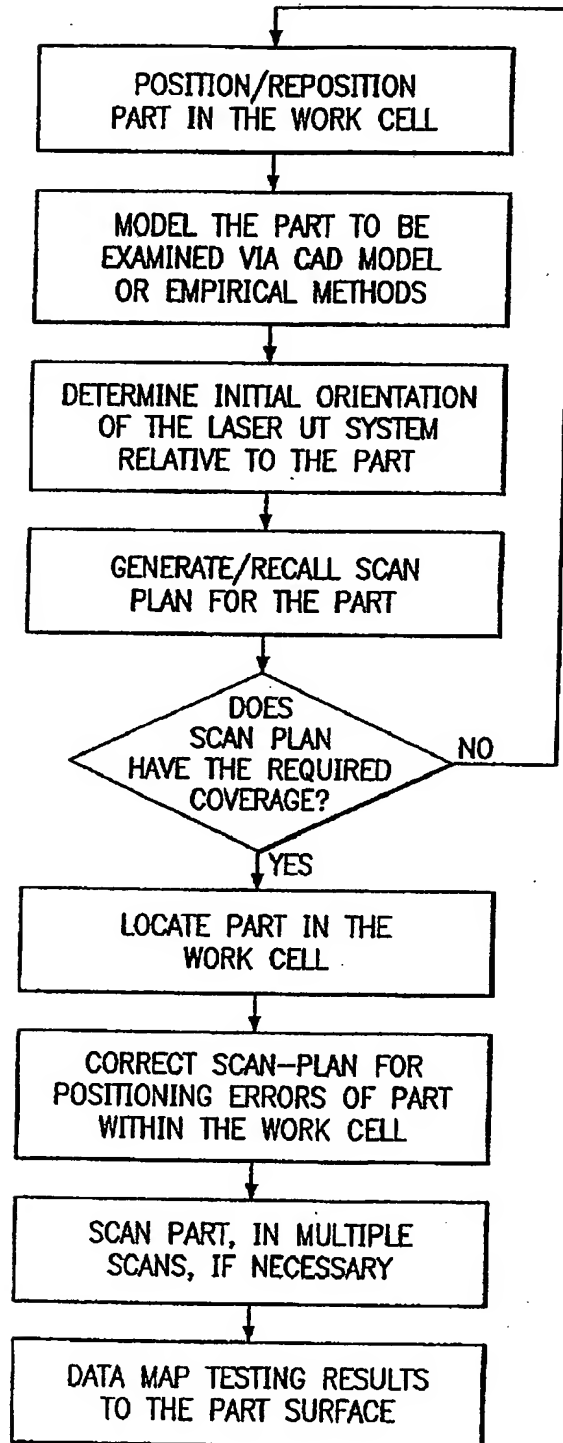 POSITION/REPOSITION
PART IN THE WORK CELL
MODEL THE PART TO BE
EXAMINED VIA CAD MODEL
OR EMPIRICAL METHODS
DETERMINE INITIAL ORIENTATION
OF THE LASER UT SYSTEM
RELATIVE TO THE PART
GENERATE/RECALL SCAN
PLAN FOR THE PART
DOES
SCAN PLAN
HAVE THE REQUIRED
COVERAGE?
NO
YES
LOCATE PART IN THE
WORK CELL
CORRECT SCAN-PLAN FOR
POSITIONING ERRORS OF PART
WITHIN THE WORK CELL
SCAN PART, IN MULTIPLE
SCANS, IF NECESSARY
DATA MAP TESTING RESULTS
TO THE PART SURFACE